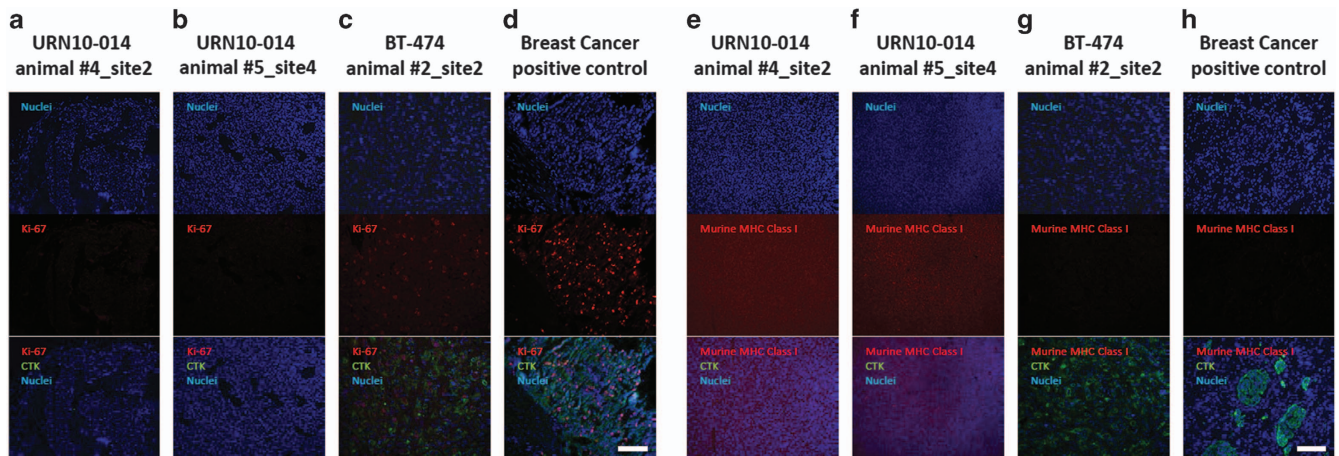 a b c d e f g h
URN10-014 URN10-014 BT-474 Breast Cancer URN10-014 URN10-014 BT-474 Breast Cancer
animal #4_site2 animal #5_site4 animal #2_site2 positive control animal #4_site2 animal #5_site4 animal #2_site2 positive control
Nuclei Nuclei Nuclei Nuclei Nuclei Nuclei Nuclei Nuclei
Ki-67 Ki-67 Ki-67 Ki-67 Murine MHC Class I Murine MHC Class I Murine MHC Class I Murine MHC Class I
Ki-67 Ki-67 Ki-67 Ki-67 Murine MHC Class I Murine MHC Class I Murine MHC Class I Murine MHC Class I
CTK CTK CTK CTK CTK CTK CTK CTK
Nuclei Nuclei Nuclei Nuclei Nuclei Nuclei Nuclei Nuclei